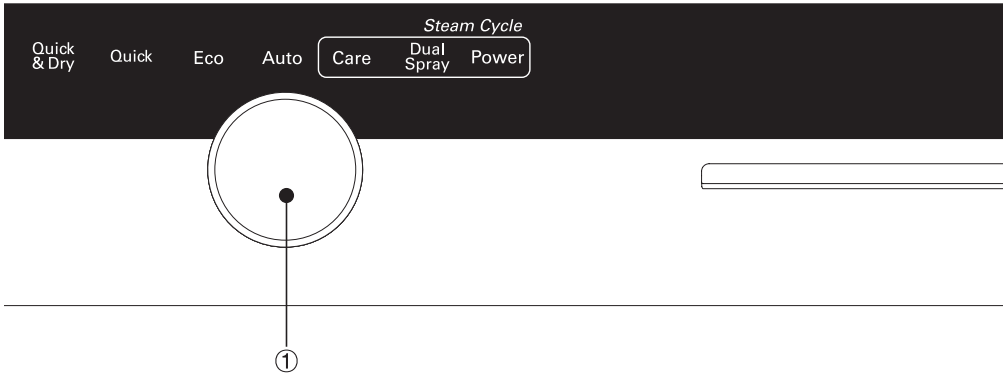 Steam Cycle
Quick
& Dry
Quick
Eco
Auto
Care
Dual
Spray
Power
①